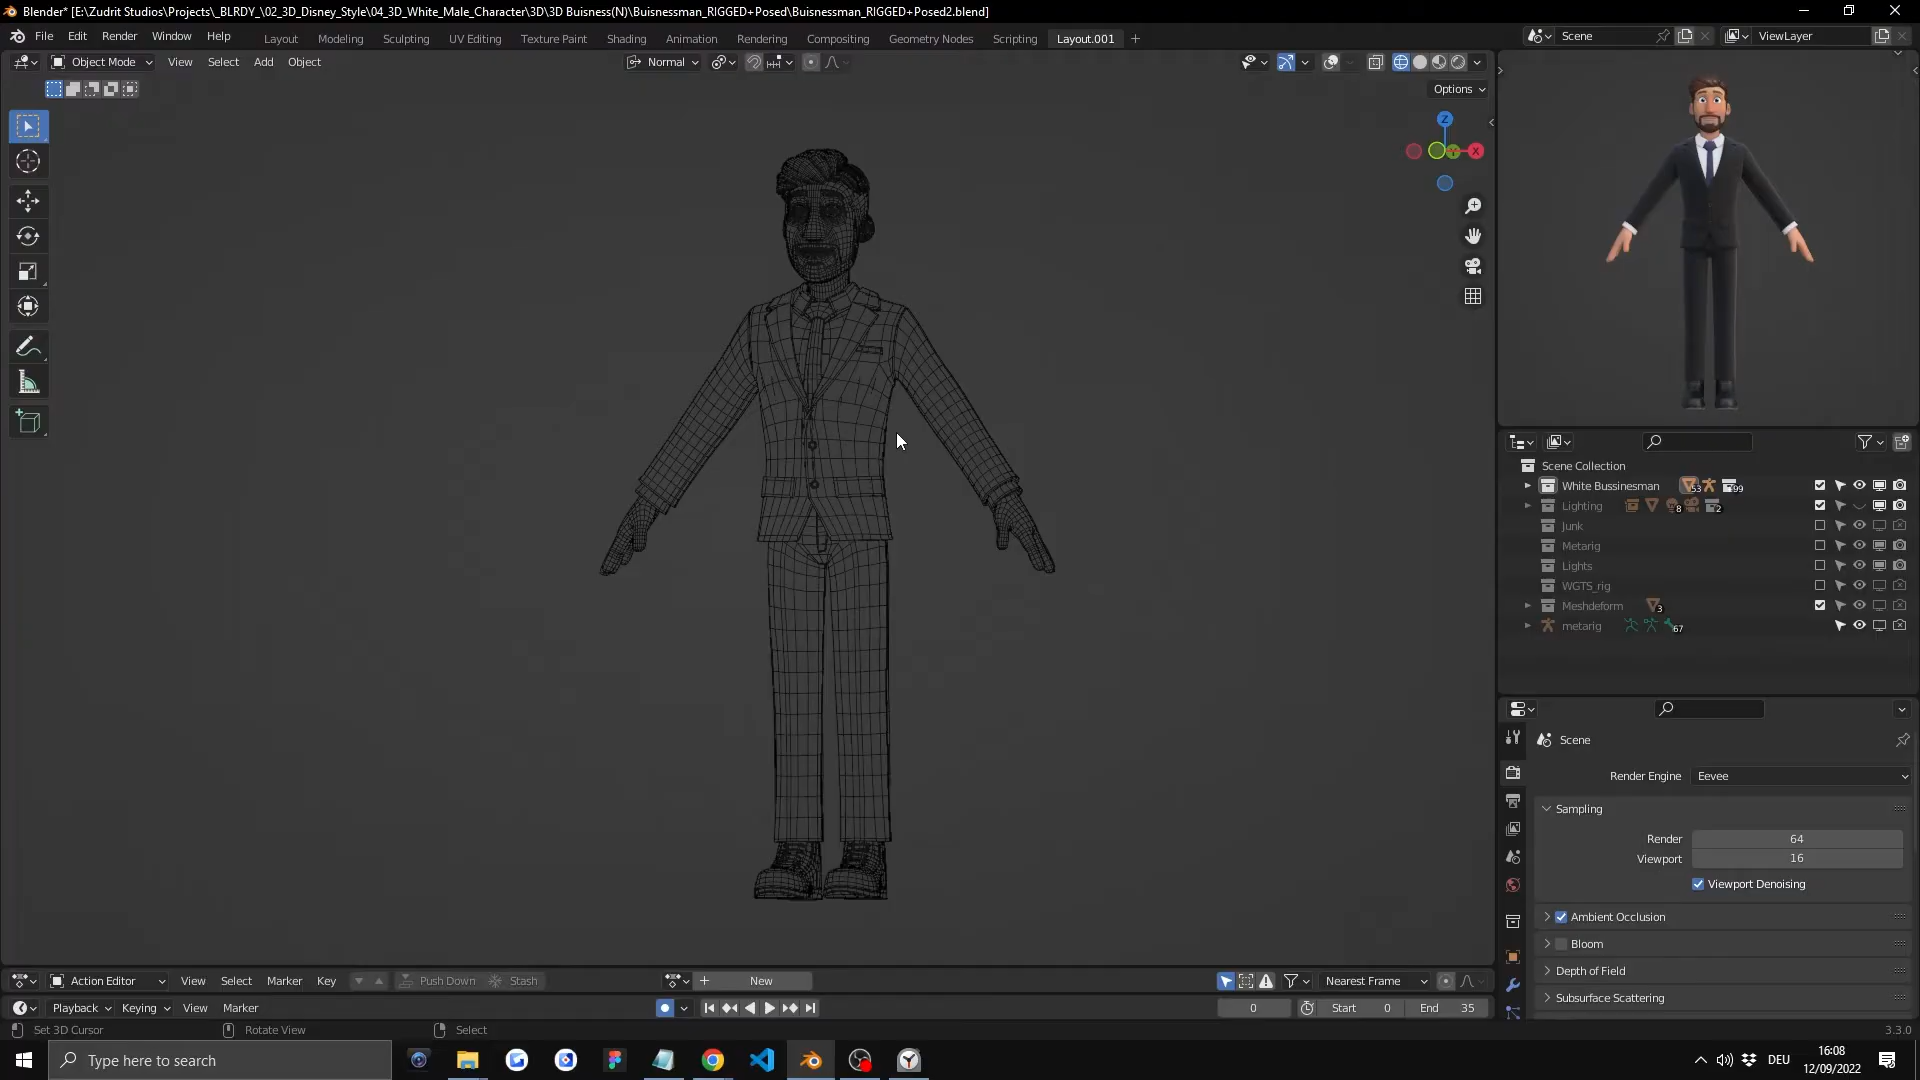 Blender* [E:\Zudrit Studios\Projects\_BLRDY_\02_3D_Disney_Style\04_3D_White_Male_Character\3D\3D Buisness(N)\Buisnessman_RIGGED+Posed\Buisnessman_RIGGED+Posed2.blend]
File Edit Render Window Help Layout Modeling Sculpting UV Editing Texture Paint Shading Animation Rendering Compositing Geometry Nodes Scripting Layout.001 + Scene ViewLayer
Object Mode View Select Add Object Normal
Options
Z
X
Scene Collection
White Bussinesman 53 99
Lighting 8 2
Junk
Metarig
Lights
WGTS_rig
Meshdeform 3
metarig 67
Scene
Render Engine Eevee
Sampling
Render 64
Viewport 16
Viewport Denoising
Ambient Occlusion
Bloom
Depth of Field
Subsurface Scattering
Action Editor View Select Marker Key Push Down Stash + New Nearest Frame
Playback Keying View Marker 0 Start 0 End 35
Set 3D Cursor Rotate View Select 3.3.0
Type here to search DEU 16:08
12/09/2022